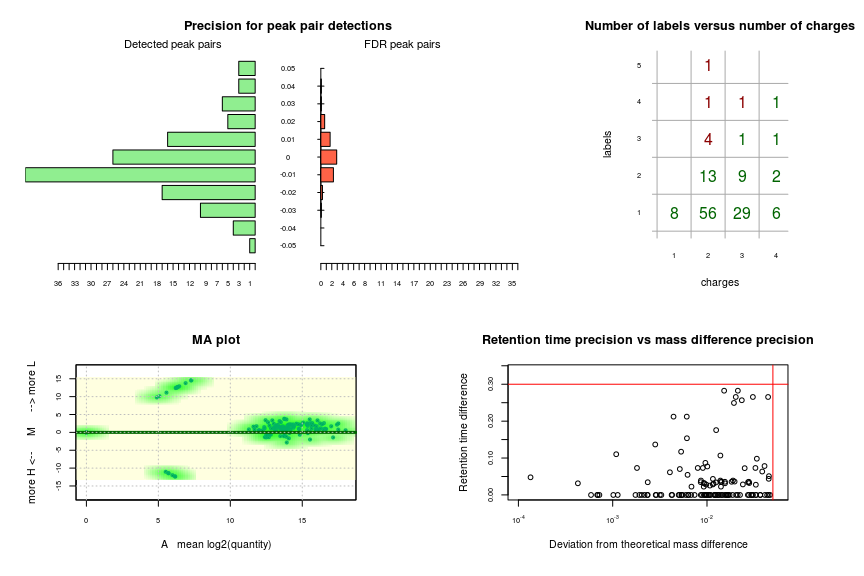 Precision for peak pair detections
Detected peak pairs
FDR peak pairs
0.05
0.04
0.03
0.02
0.01
0
-0.01
-0.02
-0.03
-0.04
-0.05
36 33 30 27 24 21 18 15 12 9 7 5 3 1
0 2 4 6 8 11 14 17 20 23 26 29 32 35
Number of labels versus number of charges
labels
5 1
4 1 1 1
3 4 1 1
2 13 9 2
1 8 56 29 6
1 2 3 4
charges
MA plot
more H <-- M --> more L
15
10
5
0
-5
-10
-15
0 5 10 15
A mean log2(quantity)
Retention time precision vs mass difference precision
Retention time difference
0.30
0.20
0.10
0.00
10^-4 10^-3 10^-2
Deviation from theoretical mass difference